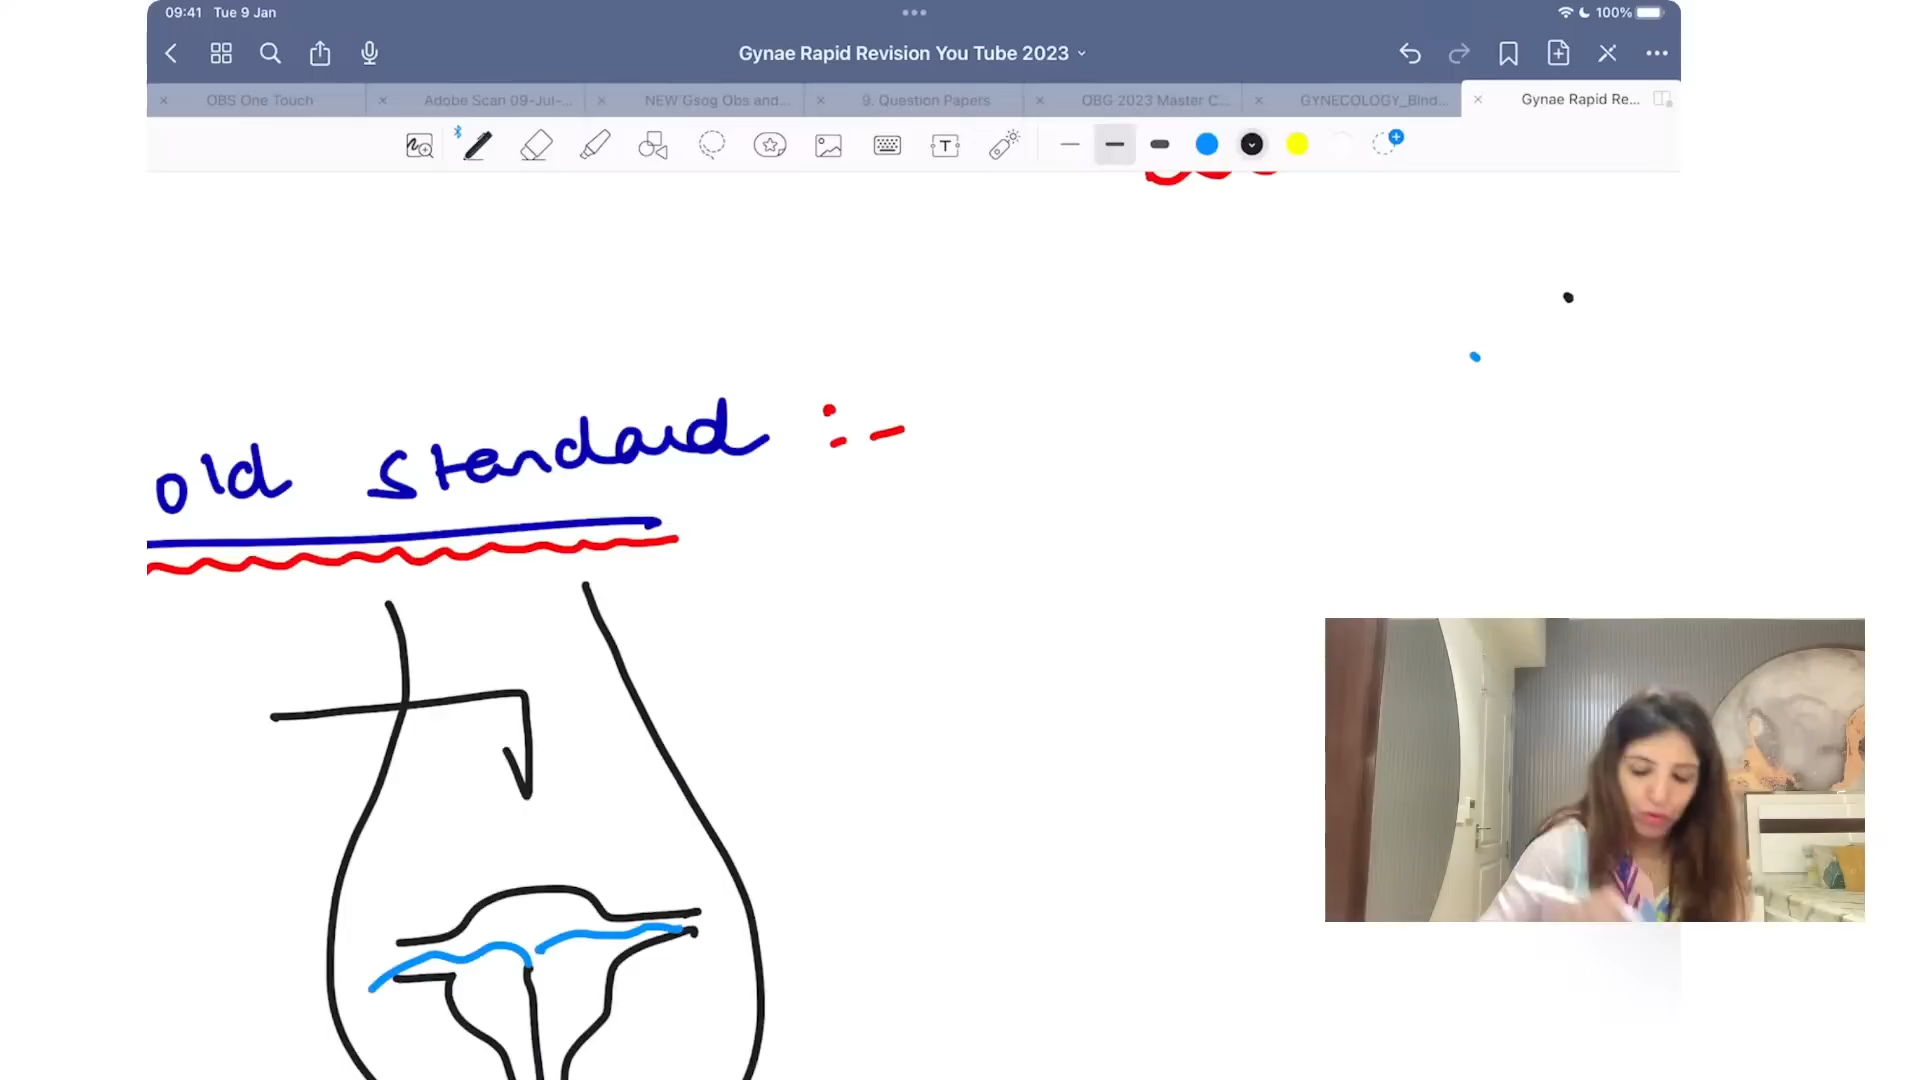 09:41 Tue 9 Jan
100%
Gynae Rapid Revision You Tube 2023
OBS One Touch
Adobe Scan 09-Jul-...
NEW Gsog Obs and...
9. Question Papers
OBG 2023 Master C...
GYNECOLOGY_Bind...
Gynae Rapid Re...
T
old standard :-